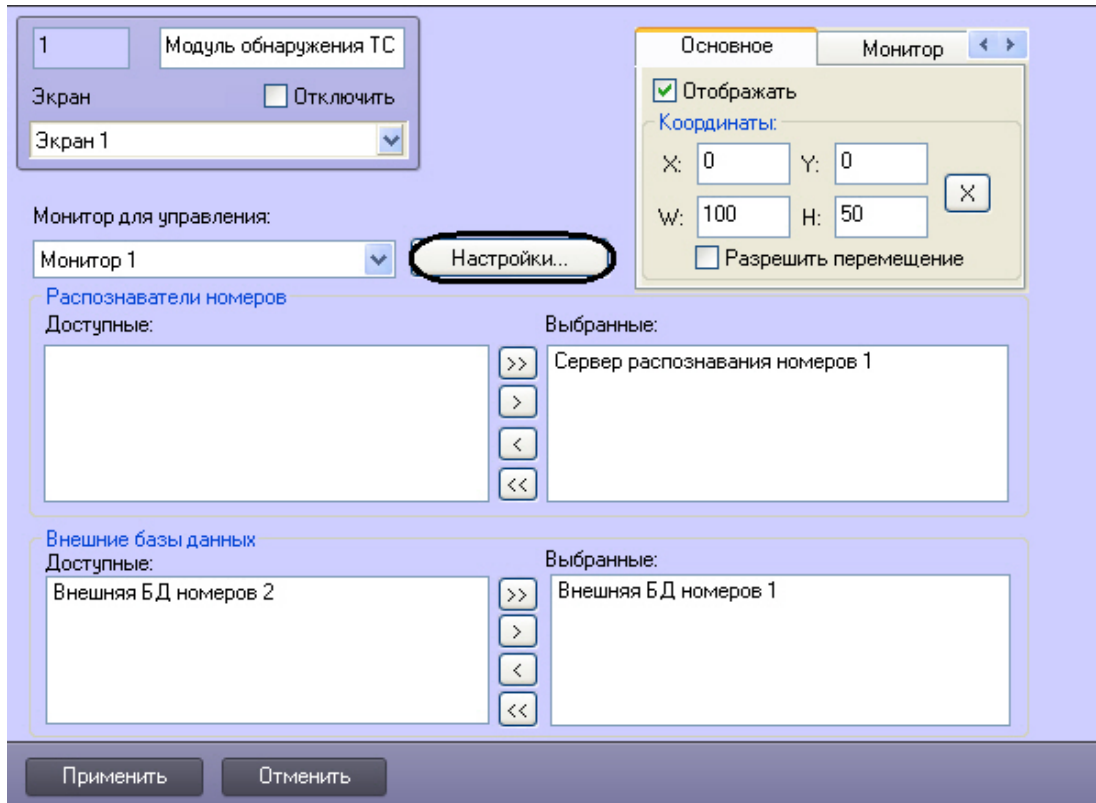 1
Модуль обнаружения ТС
Экран
Отключить
Экран 1
Основное
Монитор
Отображать
Координаты:
X: 0 Y: 0
X
W: 100 H: 50
Разрешить перемещение
Монитор для управления:
Монитор 1
Настройки...
Распознаватели номеров
Доступные:
Выбранные:
>>
>
<
<<
Сервер распознавания номеров 1
Внешние базы данных
Доступные:
Выбранные:
Внешняя БД номеров 2
>>
>
<
<<
Внешняя БД номеров 1
Применить
Отменить